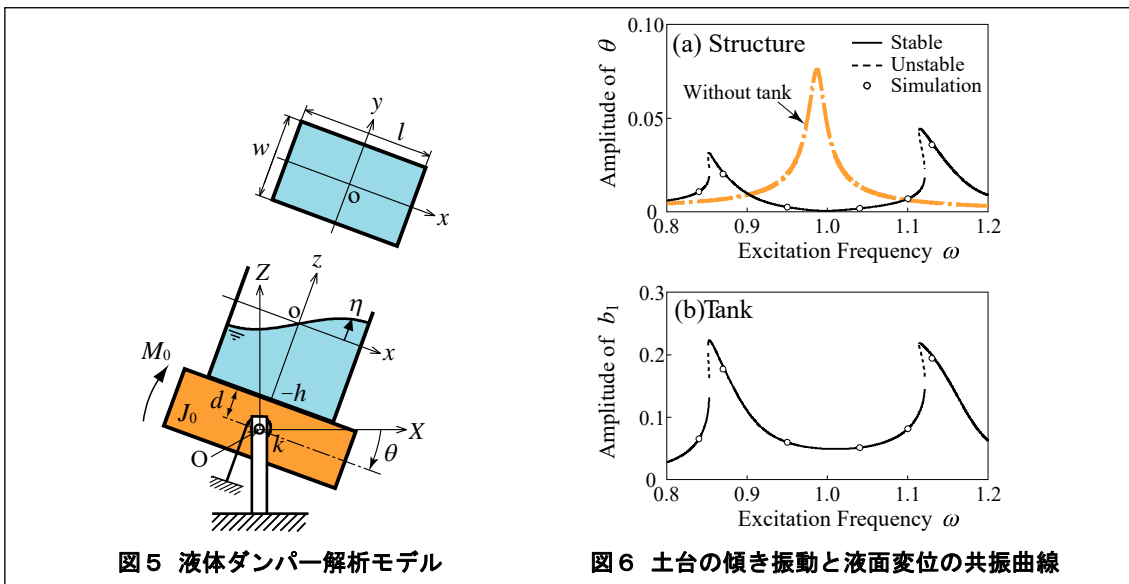 y
l
w
o
x
Z
z
o
η
x
M₀
−h
d
J₀
X
O
k
θ
図5 液体ダンパー解析モデル
(a) Structure
Stable
Unstable
Simulation
Without tank
Amplitude of θ
0.10
0.05
0
0.8 0.9 1.0 1.1 1.2
Excitation Frequency ω
(b)Tank
Amplitude of b₁
0.3
0.2
0.1
0
0.8 0.9 1.0 1.1 1.2
Excitation Frequency ω
図6 土台の傾き振動と液面変位の共振曲線